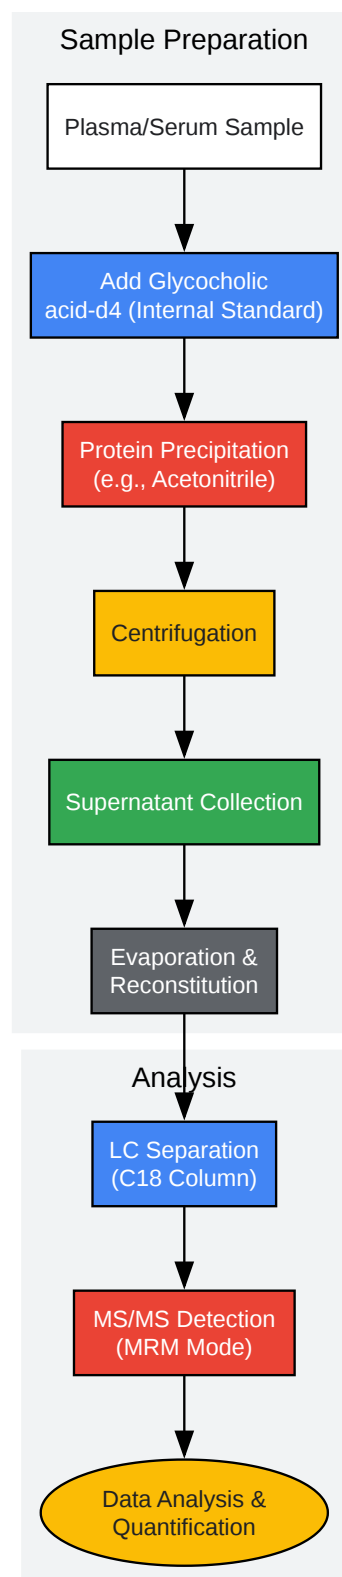 Sample Preparation
Plasma/Serum Sample
Add Glycocholic
acid-d4 (Internal Standard)
Protein Precipitation
(e.g., Acetonitrile)
Centrifugation
Supernatant Collection
Evaporation &
Reconstitution
Analysis
LC Separation
(C18 Column)
MS/MS Detection
(MRM Mode)
Data Analysis &
Quantification